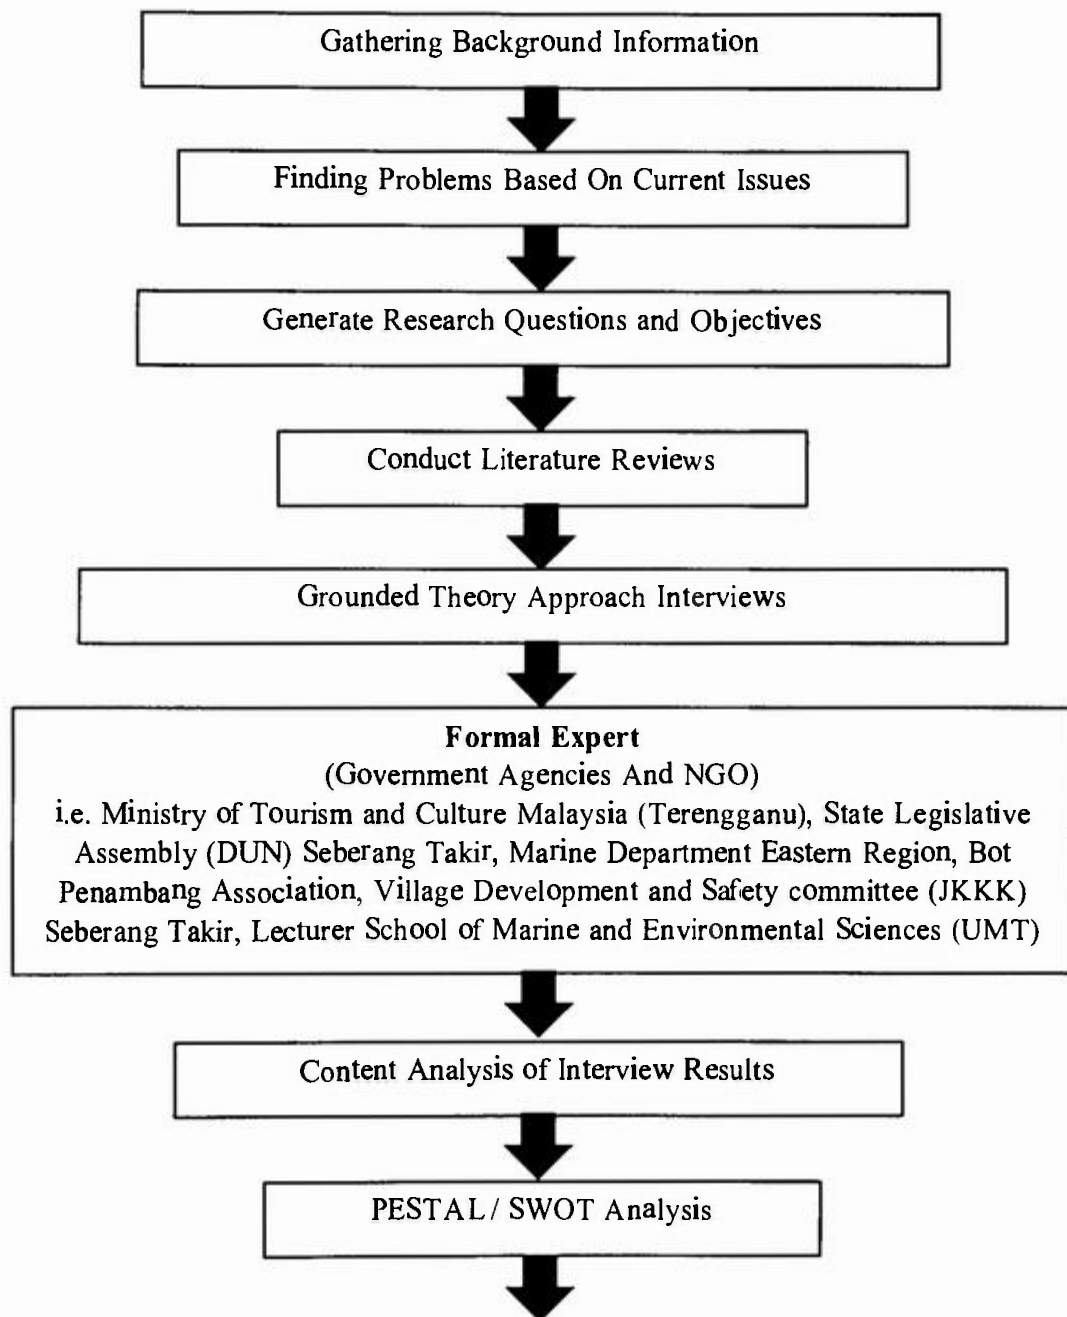 Gathering Background Information
Finding Problems Based On Current Issues
Generate Research Questions and Objectives
Conduct Literature Reviews
Grounded Theory Approach Interviews
Formal Expert
(Government Agencies And NGO)
i.e. Ministry of Tourism and Culture Malaysia (Terengganu), State Legislative
Assembly (DUN) Seberang Takir, Marine Department Eastern Region, Bot
Penambang Association, Village Development and Safety committee (JKKK)
Seberang Takir, Lecturer School of Marine and Environmental Sciences (UMT)
Content Analysis of Interview Results
PESTAL / SWOT Analysis